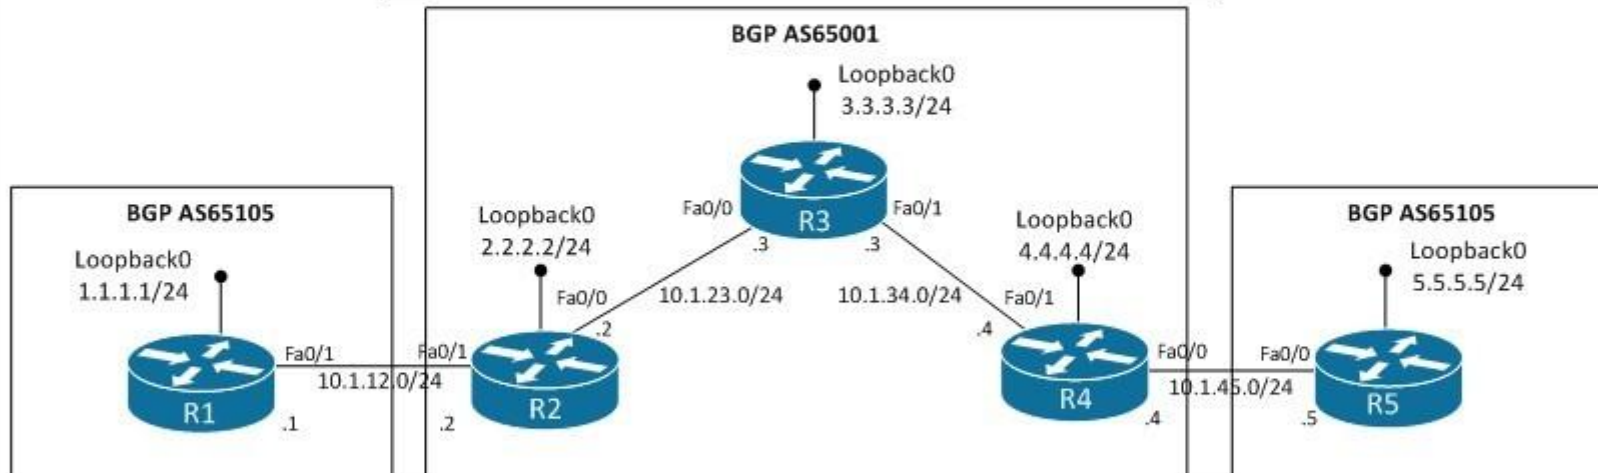 BGP AS65001
Loopback0
3.3.3.3/24
Fa0/0
R3
Fa0/1
.3
.3
BGP AS65105
Loopback0
1.1.1.1/24
R1
Fa0/1
.1
10.1.12.0/24
Loopback0
2.2.2.2/24
Fa0/0
.2
Fa0/1
R2
.2
10.1.23.0/24
10.1.34.0/24
Loopback0
4.4.4.4/24
Fa0/1
.4
R4
Fa0/0
.4
10.1.45.0/24
BGP AS65105
Loopback0
5.5.5.5/24
Fa0/0
R5
.5